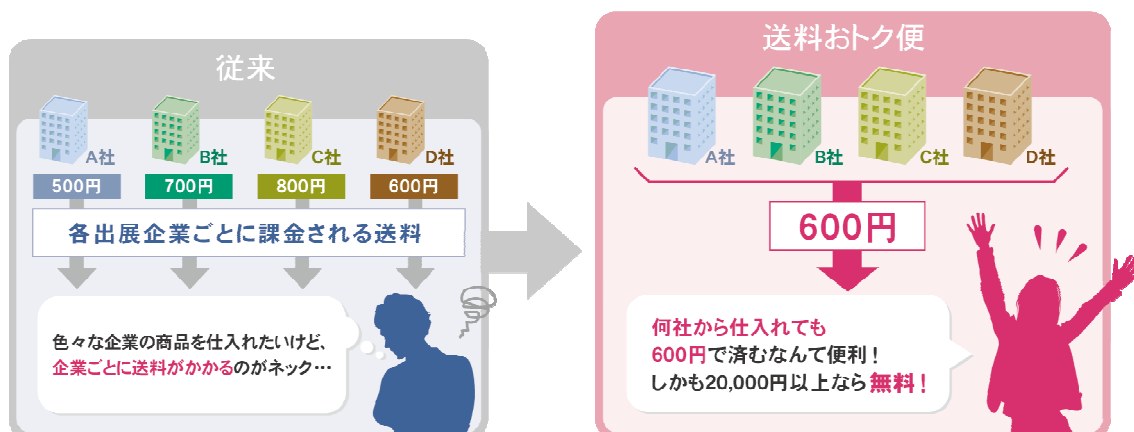 従来
A社
B社
C社
D社
500円
700円
800円
600円
各出展企業ごとに課金される送料
色々な企業の商品を仕入れたいけど、
企業ごとに送料がかかるのがネック…
送料おトク便
A社
B社
C社
D社
600円
何社から仕入れても
600円で済むなんて便利！
しかも20,000円以上なら無料！